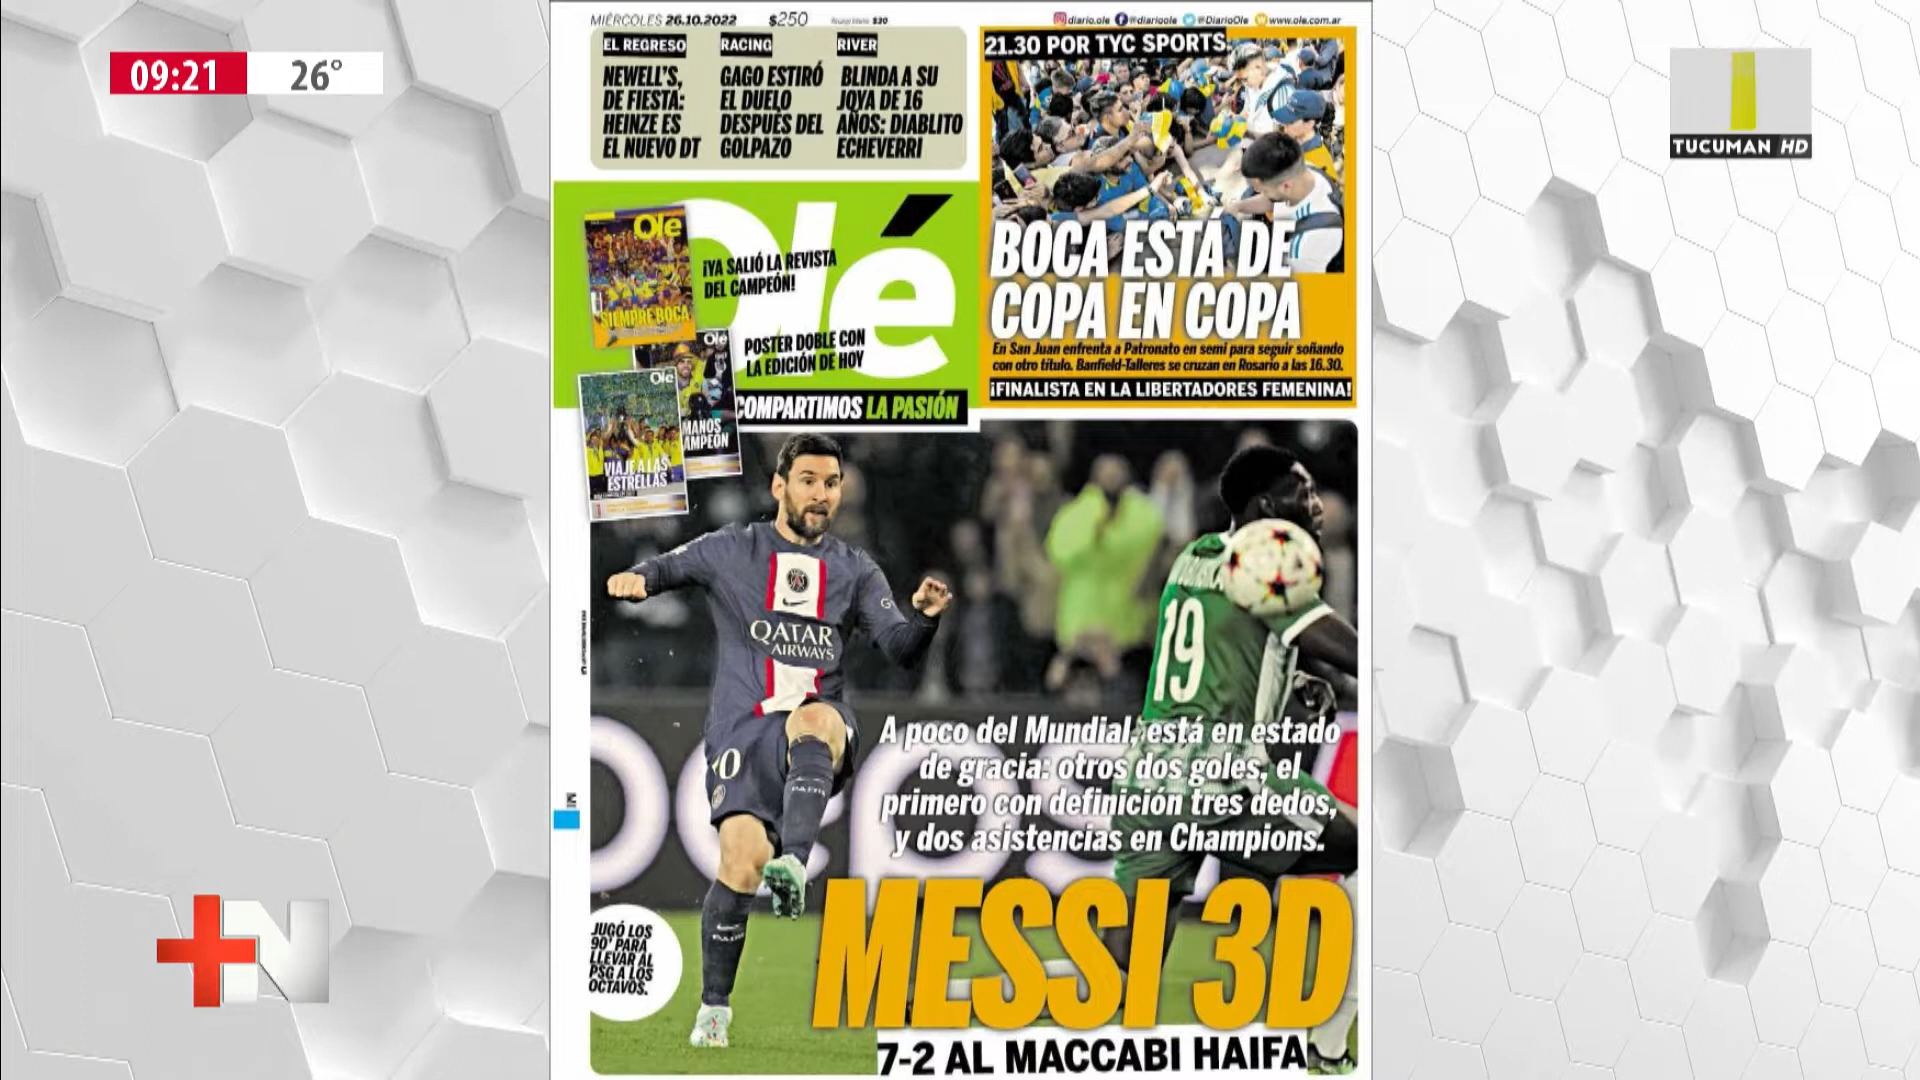 09:21 26°
TUCUMAN HD
MIÉRCOLES 26.10.2022 $250
diario.ole @diarioole @DiarioOle www.ole.com.ar
EL REGRESO
NEWELL'S,
DE FIESTA:
HEINZE ES
EL NUEVO DT
RACING
GAGO ESTIRÓ
EL DUELO
DESPUÉS DEL
GOLPAZO
RIVER
BLINDA A SU
JOYA DE 16
AÑOS: DIABLITO
ECHEVERRI
21.30 POR TYC SPORTS
BOCA ESTÁ DE
COPA EN COPA
En San Juan enfrenta a Patronato en semi para seguir soñando
con otro título. Banfield-Talleres se cruzan en Rosario a las 16.30.
¡FINALISTA EN LA LIBERTADORES FEMENINA!
Olé
Olé
SIEMPRE BOCA
¡YA SALIÓ LA REVISTA
DEL CAMPEÓN!
POSTER DOBLE CON
LA EDICIÓN DE HOY
Olé
MANOS
AMPEÓN
Olé
VIAJE A LAS
ESTRELLAS
COMPARTIMOS LA PASIÓN
QATAR
AIRWAYS
19
A poco del Mundial, está en estado
de gracia: otros dos goles, el
primero con definición tres dedos,
y dos asistencias en Champions.
MESSI 3D
7-2 AL MACCABI HAIFA
JUGÓ LOS
90' PARA
LLEVAR AL
PSG A LOS
OCTAVOS.
MI
+N